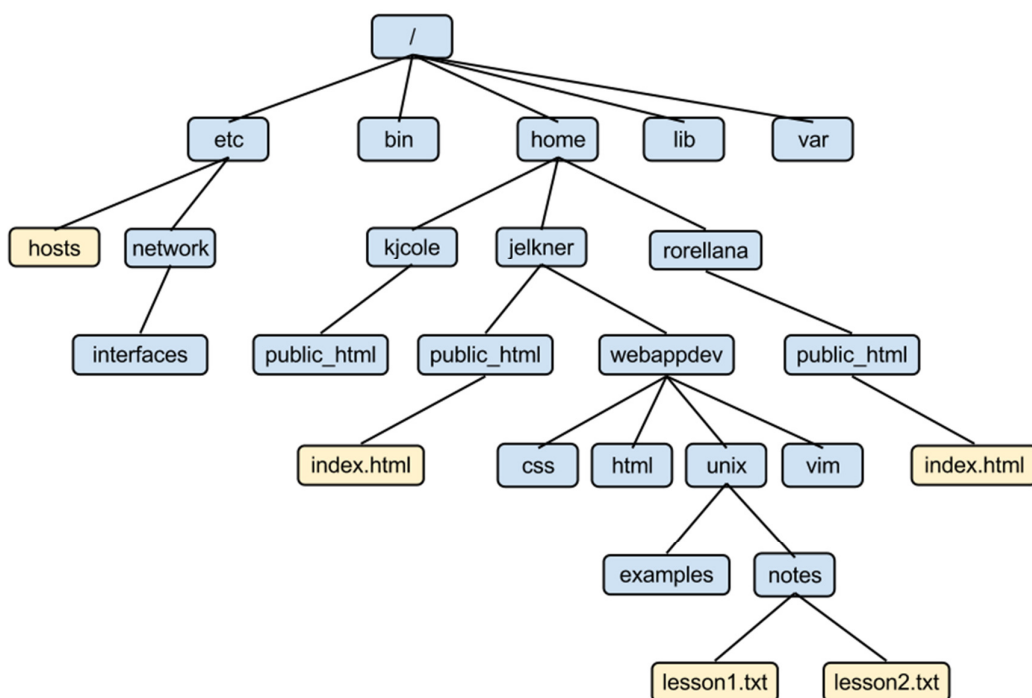 /
etc
bin
home
lib
var
hosts
network
kjcole
jelkner
rorellana
interfaces
public_html
public_html
webappdev
public_html
index.html
css
html
unix
vim
index.html
examples
notes
lesson1.txt
lesson2.txt